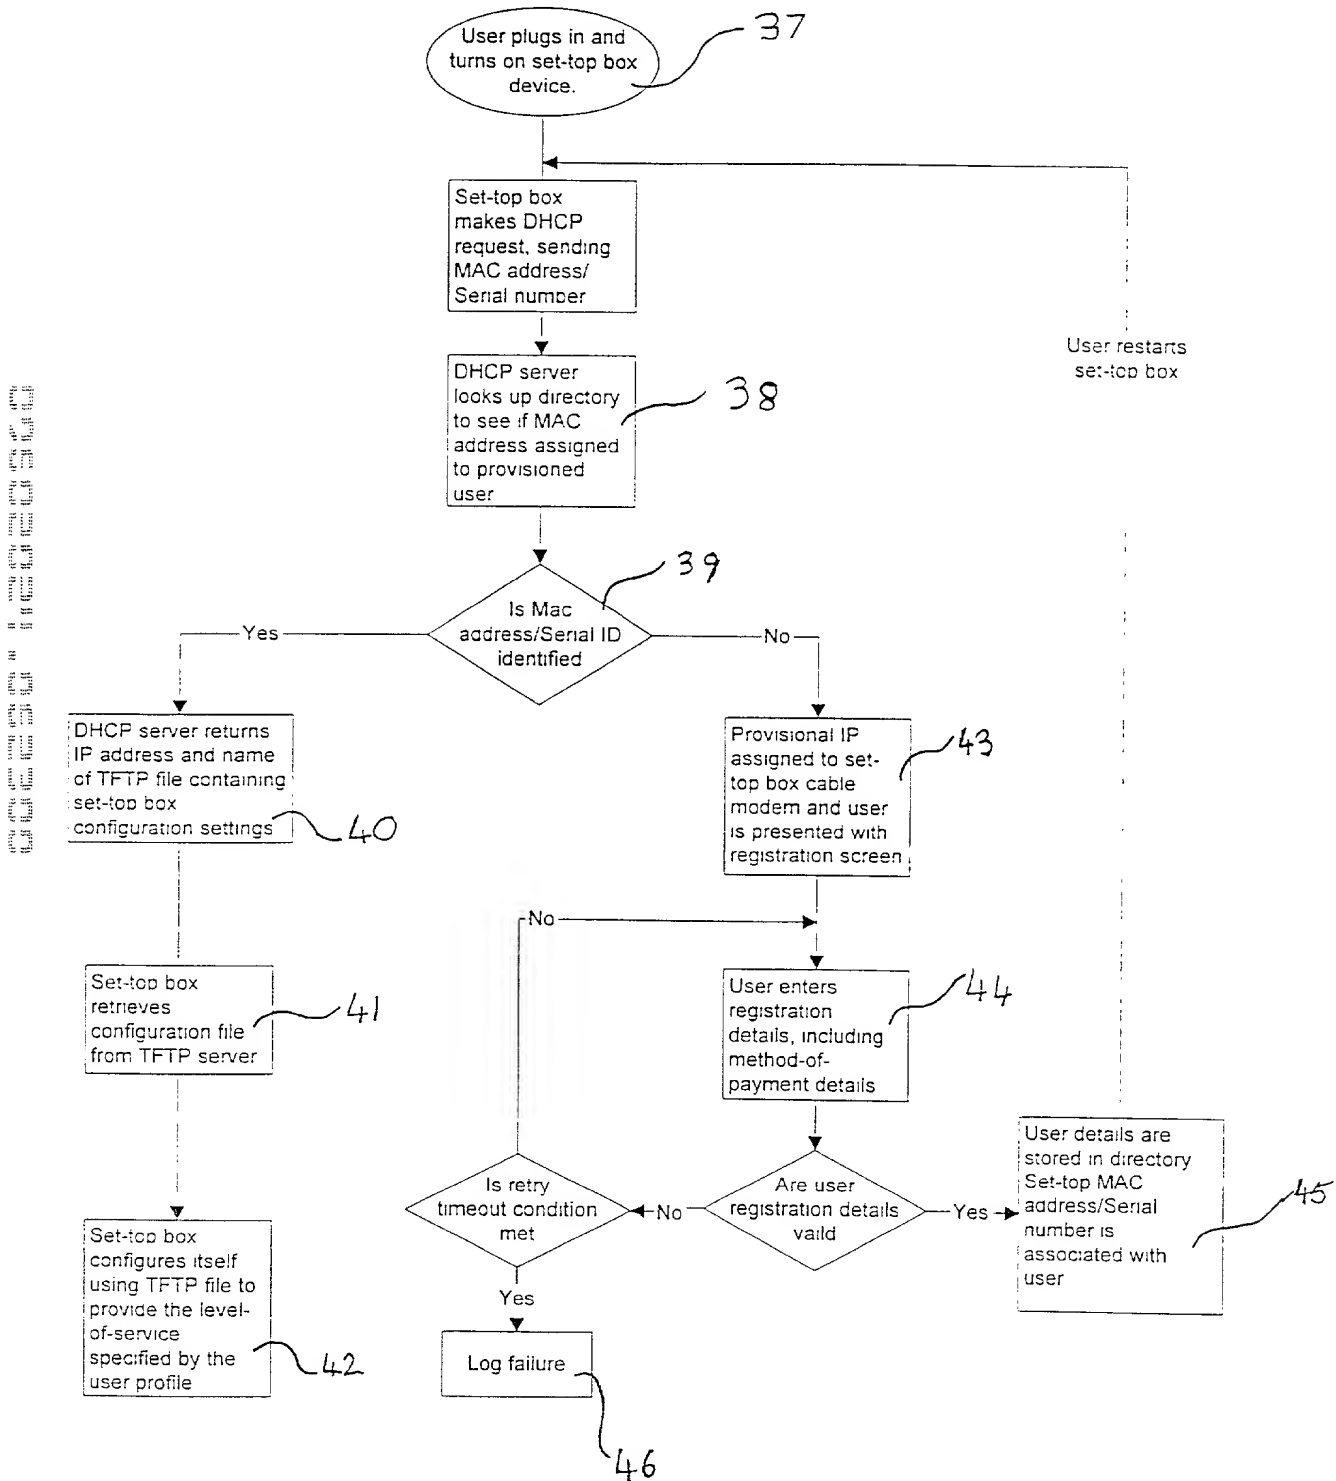 User plugs in and
turns on set-top box
device.
37
Set-top box
makes DHCP
request, sending
MAC address/
Serial number
User restarts
set-top box
DHCP server
looks up directory
to see if MAC
address assigned
to provisioned
user
38
Is Mac
address/Serial ID
identified
39
Yes
No
DHCP server returns
IP address and name
of TFTP file containing
set-top box
configuration settings
40
Provisional IP
assigned to set-
top box cable
modem and user
is presented with
registration screen
43
No
Set-top box
retrieves
configuration file
from TFTP server
41
User enters
registration
details, including
method-of-
payment details
44
User details are
stored in directory
Set-top MAC
address/Serial
number is
associated with
user
45
Is retry
timeout condition
met
No
Are user
registration details
vaild
Yes
Set-top box
configures itself
using TFTP file to
provide the level-
of-service
specified by the
user profile
42
Yes
Log failure
46